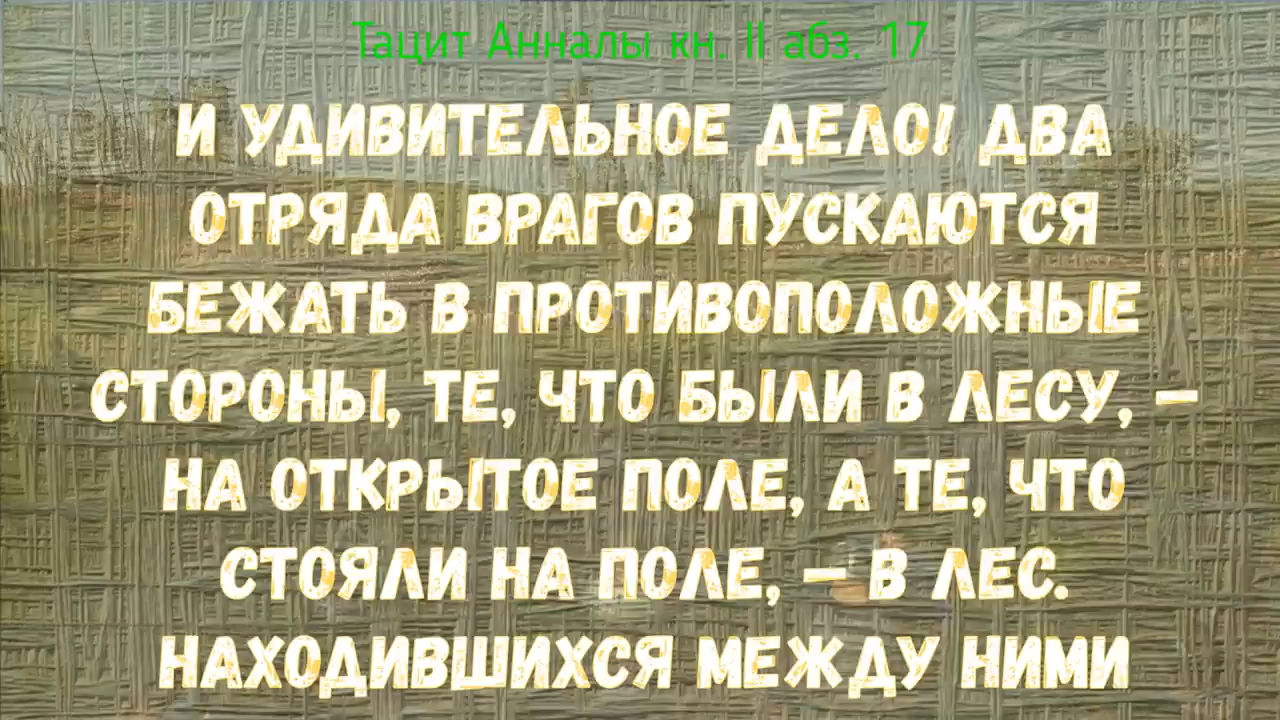 Тацит Анналы кн. II абз. 17
И УДИВИТЕЛЬНОЕ ДЕЛО! ДВА
ОТРЯДА ВРАГОВ ПУСКАЮТСЯ
БЕЖАТЬ В ПРОТИВОПОЛОЖНЫЕ
СТОРОНЫ, ТЕ, ЧТО БЫЛИ В ЛЕСУ, –
НА ОТКРЫТОЕ ПОЛЕ, А ТЕ, ЧТО
СТОЯЛИ НА ПОЛЕ, – В ЛЕС.
НАХОДИВШИХСЯ МЕЖДУ НИМИ